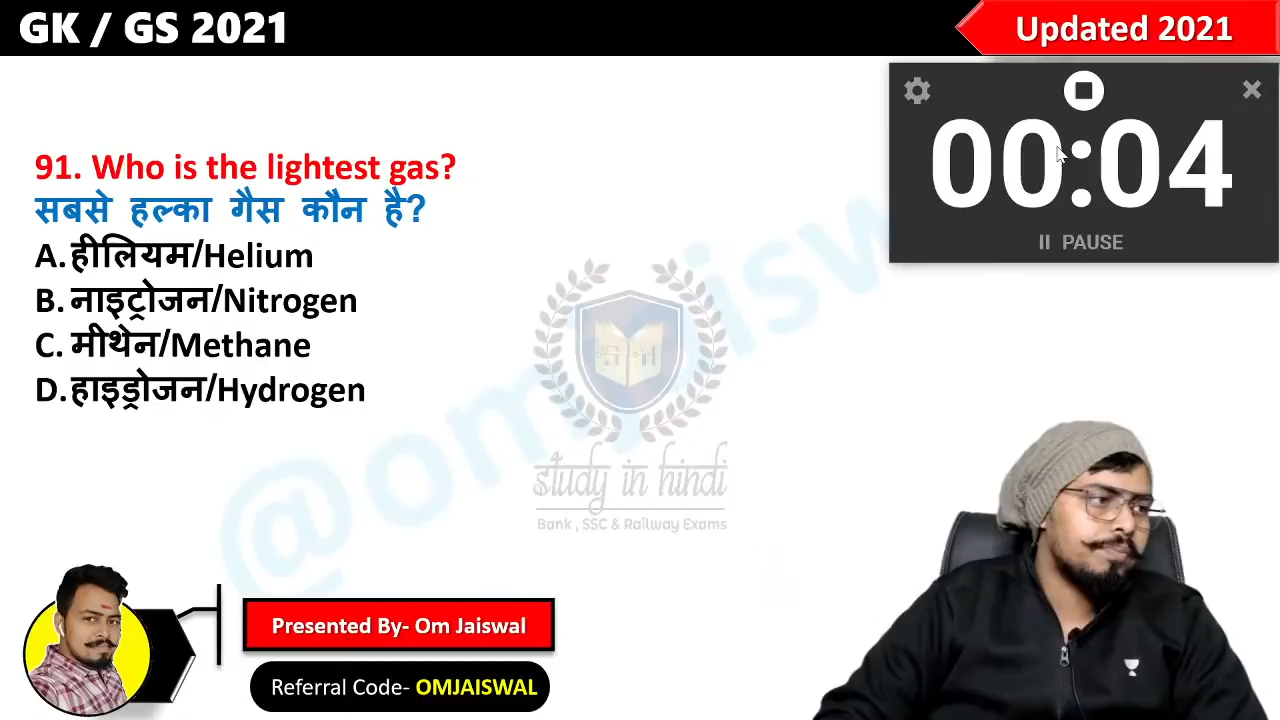 GK / GS 2021
Updated 2021
00:04
PAUSE
91. Who is the lightest gas?
सबसे हल्का गैस कौन है?
A. हीलियम/Helium
B. नाइट्रोजन/Nitrogen
C. मीथेन/Methane
D. हाइड्रोजन/Hydrogen
study in hindi
Bank , SSC & Railway Exams
Presented By- Om Jaiswal
Referral Code- OMJAISWAL